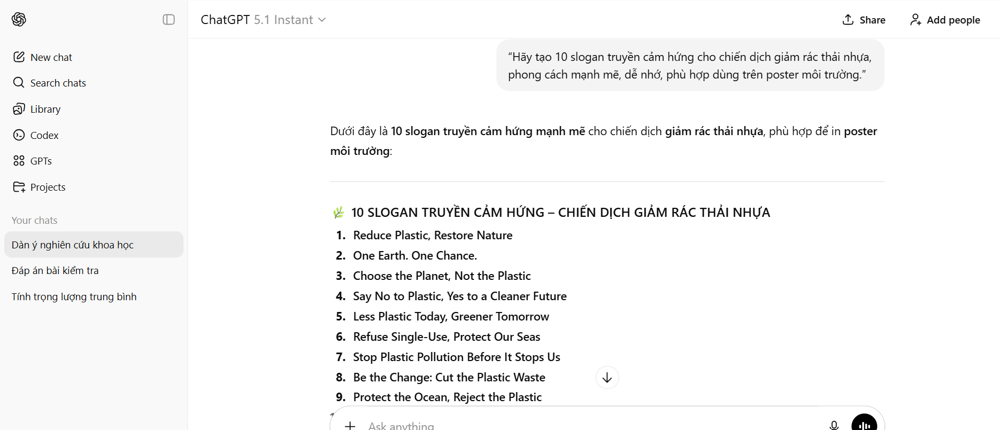 ChatGPT 5.1 Instant
Share
Add people
New chat
Search chats
Library
Codex
GPTs
Projects
Your chats
Dàn ý nghiên cứu khoa học
Đáp án bài kiểm tra
Tính trọng lượng trung bình
“Hãy tạo 10 slogan truyền cảm hứng cho chiến dịch giảm rác thải nhựa,
phong cách mạnh mẽ, dễ nhớ, phù hợp dùng trên poster môi trường.”
Dưới đây là 10 slogan truyền cảm hứng mạnh mẽ cho chiến dịch giảm rác thải nhựa, phù hợp để in poster
môi trường:
10 SLOGAN TRUYỀN CẢM HỨNG – CHIẾN DỊCH GIẢM RÁC THẢI NHỰA
1. Reduce Plastic, Restore Nature
2. One Earth. One Chance.
3. Choose the Planet, Not the Plastic
4. Say No to Plastic, Yes to a Cleaner Future
5. Less Plastic Today, Greener Tomorrow
6. Refuse Single-Use, Protect Our Seas
7. Stop Plastic Pollution Before It Stops Us
8. Be the Change: Cut the Plastic Waste
9. Protect the Ocean, Reject the Plastic
Ask anything